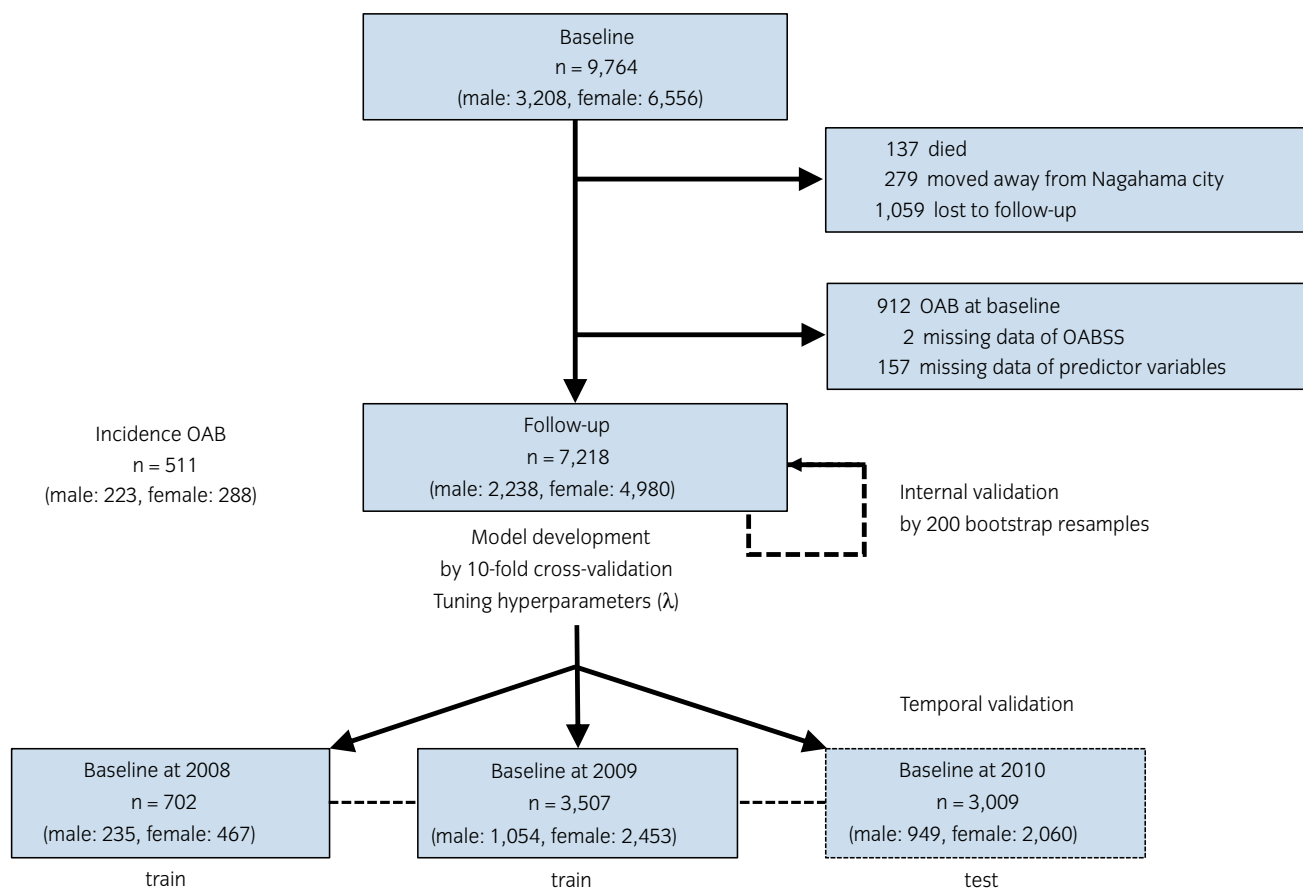 Baseline
n = 9,764
(male: 3,208, female: 6,556)
137 died
279 moved away from Nagahama city
1,059 lost to follow-up
912 OAB at baseline
2 missing data of OABSS
157 missing data of predictor variables
Incidence OAB
n = 511
(male: 223, female: 288)
Follow-up
n = 7,218
(male: 2,238, female: 4,980)
Internal validation
by 200 bootstrap resamples
Model development
by 10-fold cross-validation
Tuning hyperparameters (λ)
Temporal validation
Baseline at 2008
n = 702
(male: 235, female: 467)
train
Baseline at 2009
n = 3,507
(male: 1,054, female: 2,453)
train
Baseline at 2010
n = 3,009
(male: 949, female: 2,060)
test